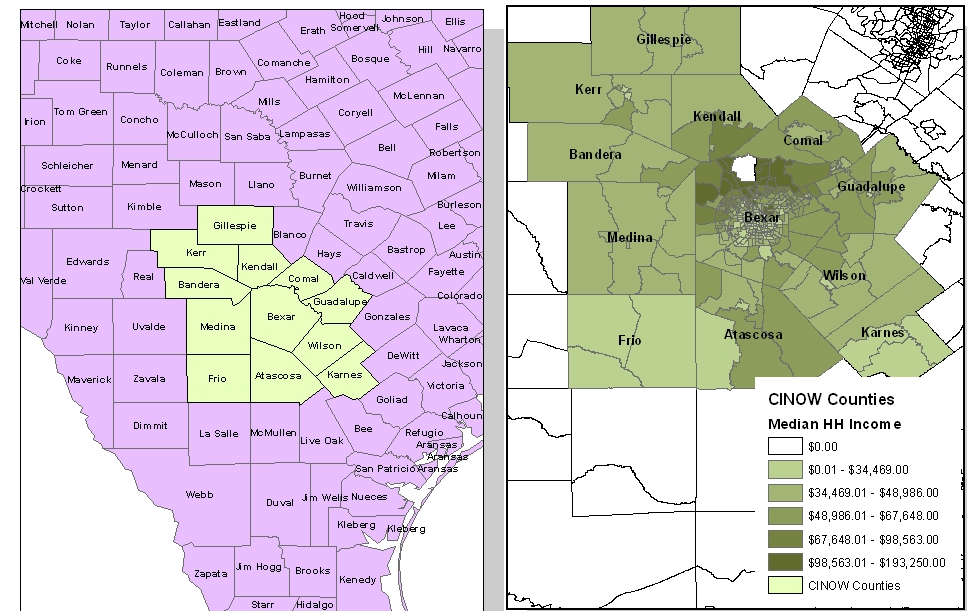 Mitchell Nolan Taylor Callahan Eastland Erath Hood Somervell Johnson Ellis
Coke Runnels Coleman Brown Comanche Bosque Hill Navarro
Hamilton
Mills McLennan
Irion Tom Green Concho McCulloch San Saba Lampasas Coryell Falls
Bell Robertson
Schleicher Menard Burnet Milam
Crockett Mason Llano Williamson
Sutton Kimble Burleson
Gillespie Blanco Travis Lee
Edwards Real Kerr Kendall Hays Bastrop Austin
Val Verde Bandera Comal Caldwell Fayette
Guadalupe Colorado
Kinney Uvalde Medina Bexar Gonzales Lavaca
Wilson Wharton
DeWitt
Maverick Zavala Frio Atascosa Karnes Jackson
Goliad Victoria
Dimmit La Salle McMullen Live Oak Bee Calhoun
Refugio
Aransas
Aransas
San Patricio Aransas
Webb Duval Jim Wells Nueces
Kleberg Kleberg
Zapata Jim Hogg Brooks Kenedy
Starr Hidalgo
Gillespie
Kerr
Kendall
Comal
Bandera
Guadalupe
Bexar
Medina
Wilson
Frio
Atascosa
Karnes
CINOW Counties
Median HH Income
$0.00
$0.01 - $34,469.00
$34,469.01 - $48,986.00
$48,986.01 - $67,648.00
$67,648.01 - $98,563.00
$98,563.01 - $193,250.00
CINOW Counties